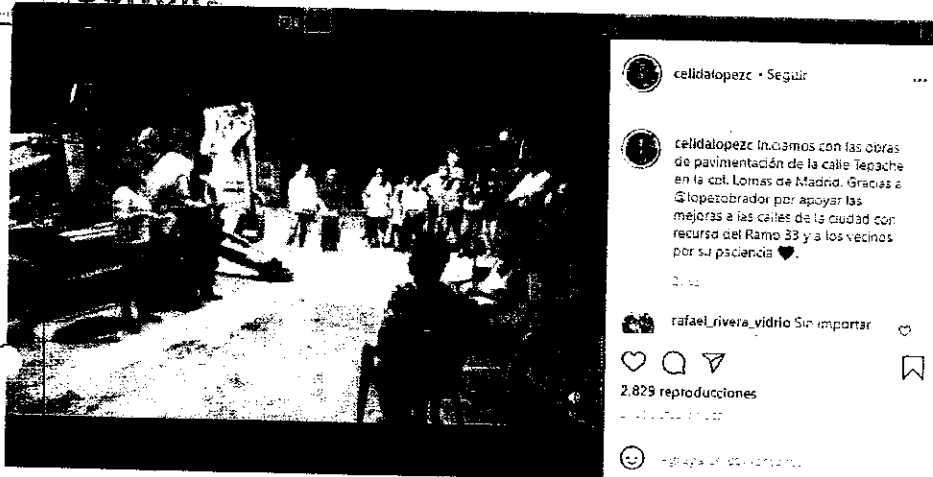 celidalopezc • Seguir
celidalopezc Iniciamos con las obras
de pavimentación de la calle Tepache
en la col. Lomas de Madrid. Gracias a
@lopezobrador por apoyar las
mejoras a las calles de la ciudad con
recurso del Ramo 33 y a los vecinos
por su paciencia 🖤.
rafael_rivera_vidrio Sin importar
2,829 reproducciones